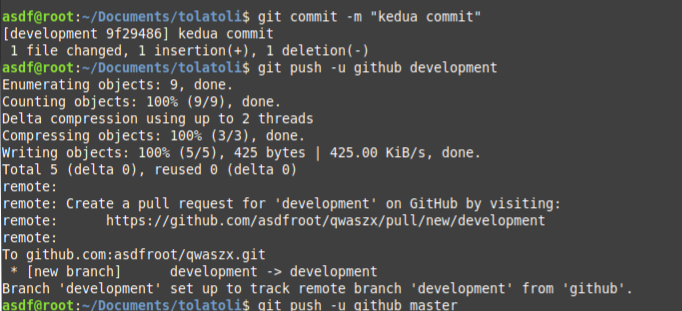 asdf@root:~/Documents/tolatoli$ git commit -m "kedua commit"
[development 9f29486] kedua commit
 1 file changed, 1 insertion(+), 1 deletion(-)
asdf@root:~/Documents/tolatoli$ git push -u github development
Enumerating objects: 9, done.
Counting objects: 100% (9/9), done.
Delta compression using up to 2 threads
Compressing objects: 100% (3/3), done.
Writing objects: 100% (5/5), 425 bytes | 425.00 KiB/s, done.
Total 5 (delta 0), reused 0 (delta 0)
remote:
remote: Create a pull request for 'development' on GitHub by visiting:
remote:      https://github.com/asdfroot/qwaszx/pull/new/development
remote:
To github.com:asdfroot/qwaszx.git
 * [new branch]      development -> development
Branch 'development' set up to track remote branch 'development' from 'github'.
asdf@root:~/Documents/tolatoli$ git push -u github master